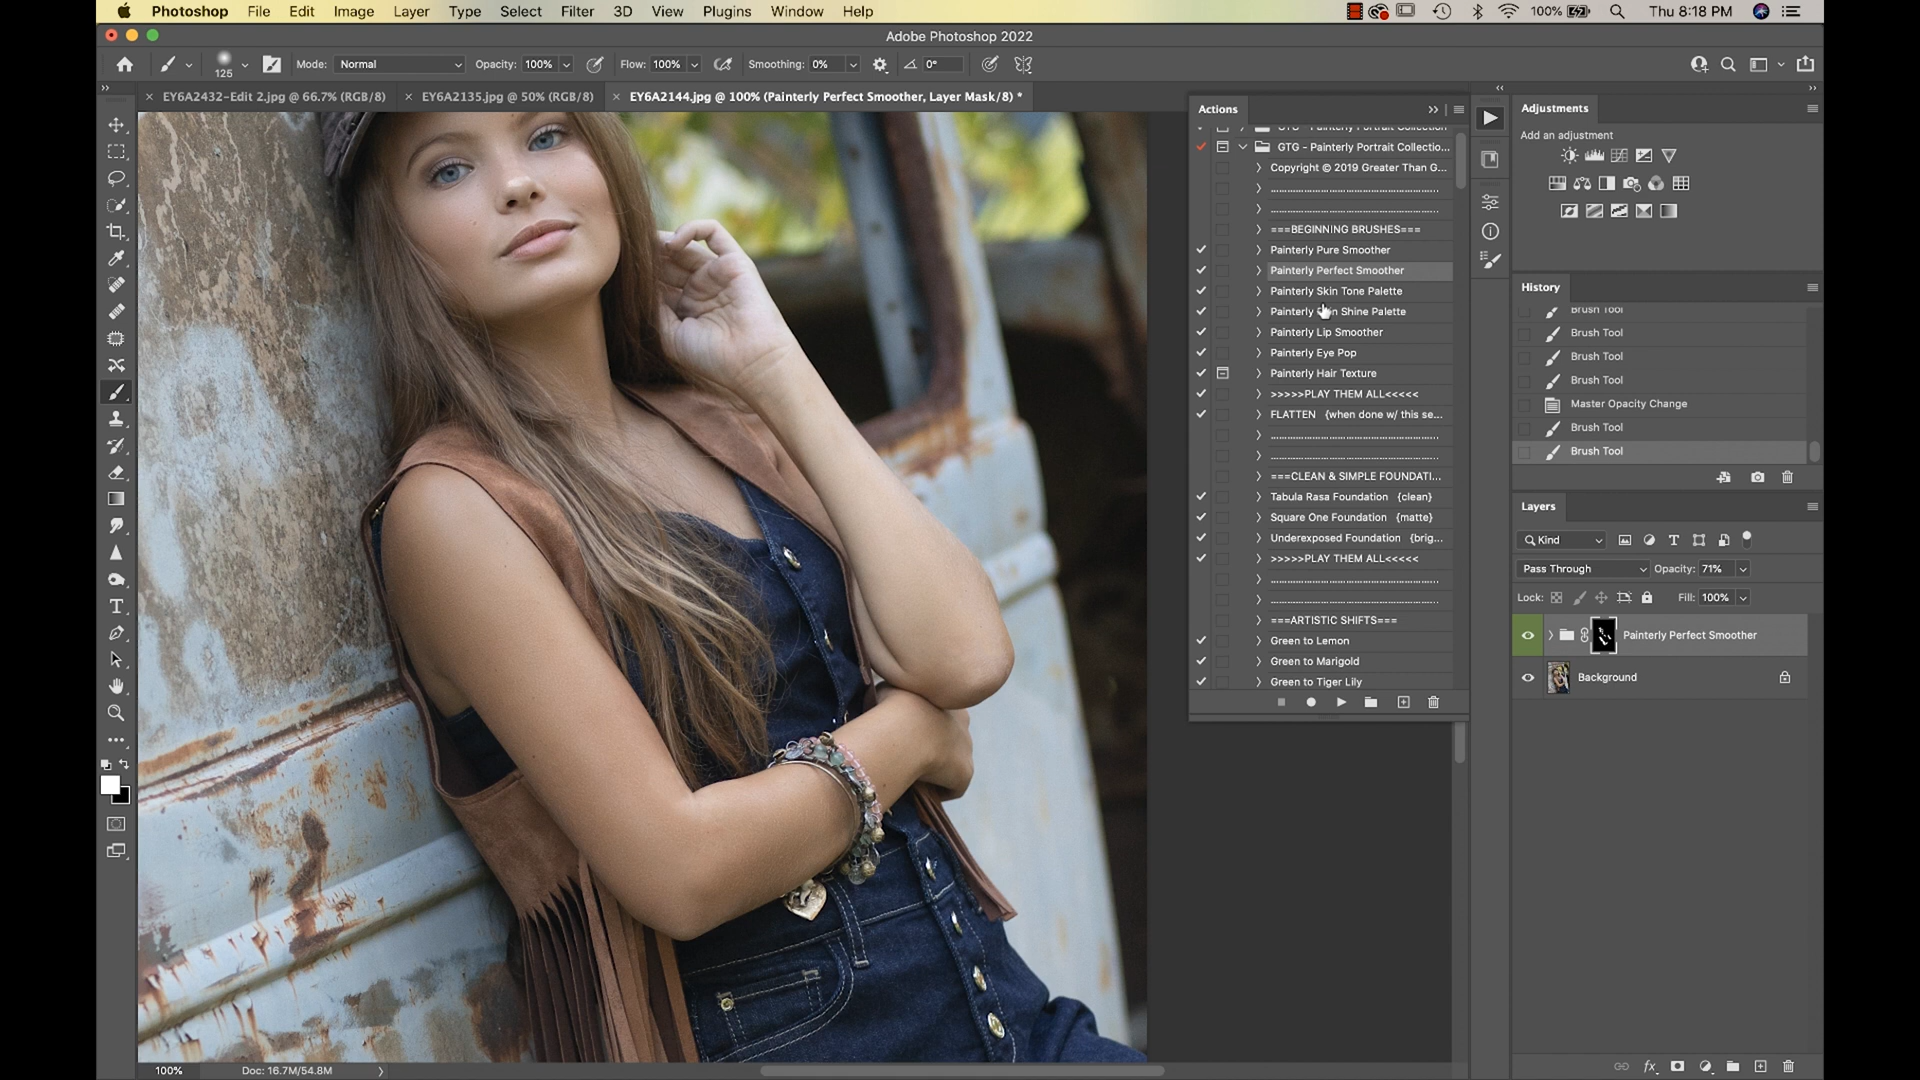 Photoshop File Edit Image Layer Type Select Filter 3D View Plugins Window Help 100% Thu 8:18 PM
Adobe Photoshop 2022
125 Mode: Normal Opacity: 100% Flow: 100% Smoothing: 0% 0°
EY6A2432-Edit 2.jpg @ 66.7% (RGB/8) EY6A2135.jpg @ 50% (RGB/8) EY6A2144.jpg @ 100% (Painterly Perfect Smoother, Layer Mask/8) *
Actions
GTG - Painterly Portrait Collection
GTG - Painterly Portrait Collectio...
Copyright © 2019 Greater Than G...
===BEGINNING BRUSHES===
Painterly Pure Smoother
Painterly Perfect Smoother
Painterly Skin Tone Palette
Painterly Skin Shine Palette
Painterly Lip Smoother
Painterly Eye Pop
Painterly Hair Texture
>>>>>PLAY THEM ALL<<<<<
FLATTEN {when done w/ this se...
===CLEAN & SIMPLE FOUNDATI...
Tabula Rasa Foundation {clean}
Square One Foundation {matte}
Underexposed Foundation {brig...
>>>>>PLAY THEM ALL<<<<<
===ARTISTIC SHIFTS===
Green to Lemon
Green to Marigold
Green to Tiger Lily
Adjustments
Add an adjustment
History
Brush Tool
Brush Tool
Brush Tool
Brush Tool
Master Opacity Change
Brush Tool
Brush Tool
Layers
Kind
Pass Through Opacity: 71%
Lock: Fill: 100%
Painterly Perfect Smoother
Background
100% Doc: 16.7M/54.8M